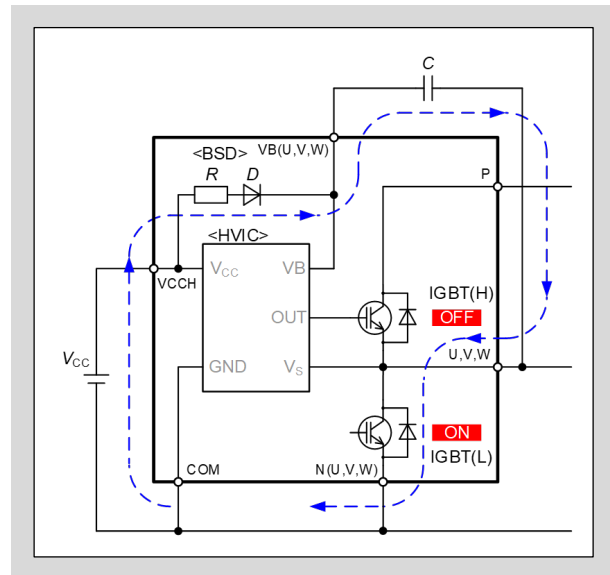 C
<BSD> VB(U,V,W)
R D
P
<HVIC>
VCCH
VCC VB
IGBT(H)
OUT OFF
U,V,W
VCC
GND VS
ON
COM N(U,V,W) IGBT(L)